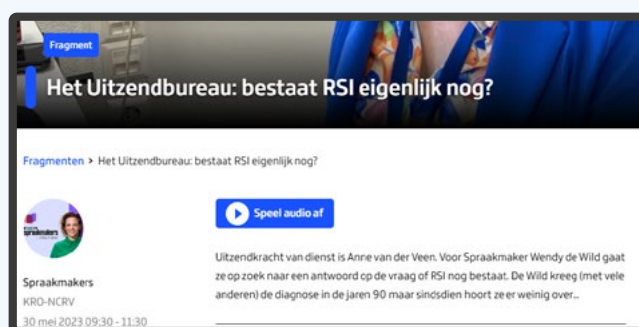 Fragment
Het Uitzendbureau: bestaat RSI eigenlijk nog?
Fragmenten > Het Uitzendbureau: bestaat RSI eigenlijk nog?
spraakmakers
Speel audio af
Uitzendkracht van dienst is Anne van der Veen. Voor Spraakmaker Wendy de Wild gaat
ze op zoek naar een antwoord op de vraag of RSI nog bestaat. De Wild kreeg (met vele
anderen) de diagnose in de jaren 90 maar sindsdien hoort ze er weinig over...
Spraakmakers
KRO-NCRV
30 mei 2023 09:30 - 11:30